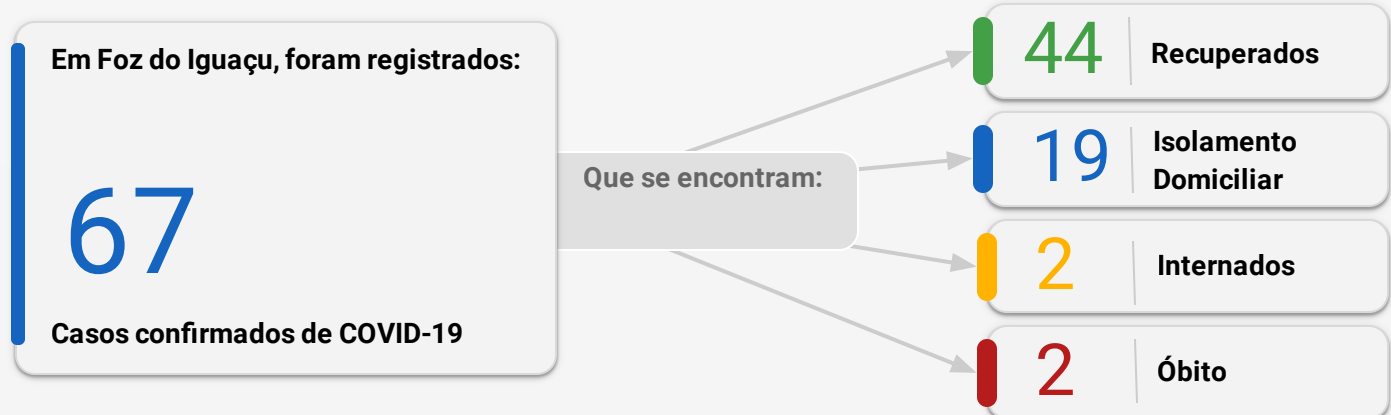 Em Foz do Iguaçu, foram registrados:
67
Casos confirmados de COVID-19
Que se encontram:
44 Recuperados
19 Isolamento
Domiciliar
2 Internados
2 Óbito